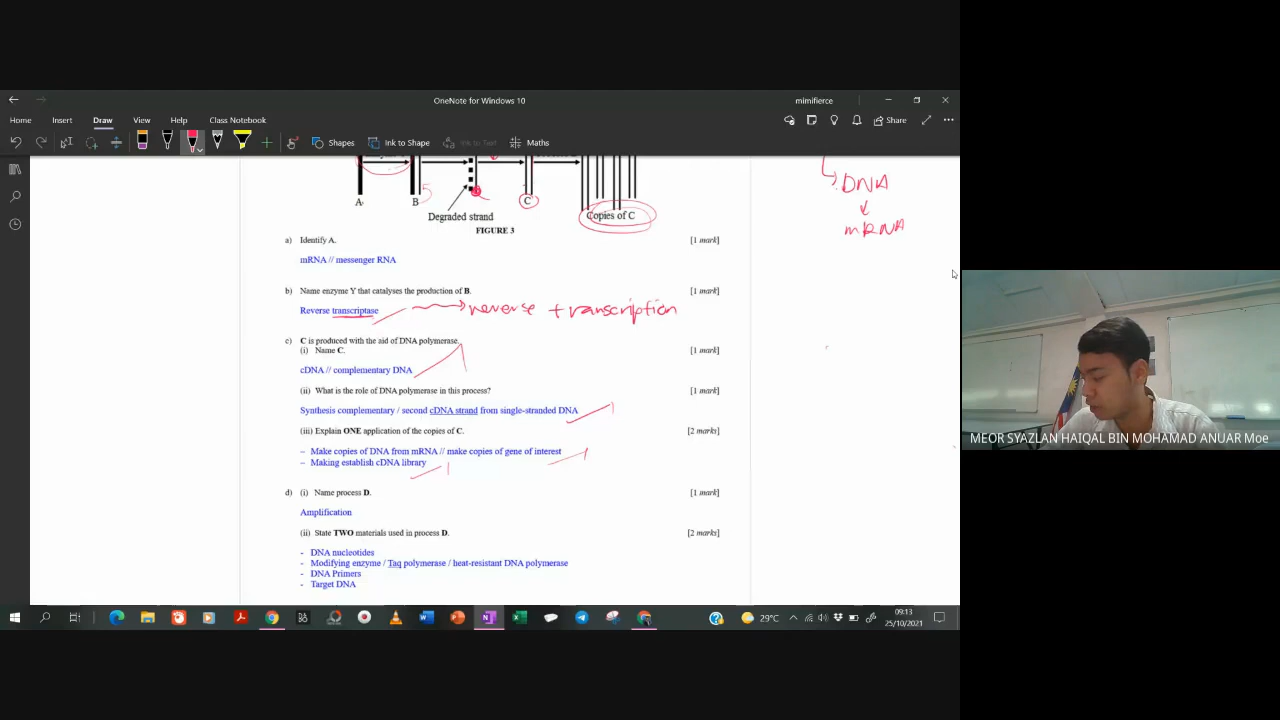 OneNote for Windows 10
mimifierce
Home Insert Draw View Help Class Notebook
Share
Shapes Ink to Shape Ink to Text Maths
A B C
5
Degraded strand
Copies of C
FIGURE 3
DNA
mRNA
a) Identify A. [1 mark]
mRNA // messenger RNA
b) Name enzyme Y that catalyses the production of B. [1 mark]
Reverse transcriptase
reverse + transcription
c) C is produced with the aid of DNA polymerase.
(i) Name C. [1 mark]
cDNA // complementary DNA
(ii) What is the role of DNA polymerase in this process? [1 mark]
Synthesis complementary / second cDNA strand from single-stranded DNA
(iii) Explain ONE application of the copies of C. [2 marks]
– Make copies of DNA from mRNA // make copies of gene of interest
– Making establish cDNA library
d) (i) Name process D. [1 mark]
Amplification
(ii) State TWO materials used in process D. [2 marks]
- DNA nucleotides
- Modifying enzyme / Taq polymerase / heat-resistant DNA polymerase
- DNA Primers
- Target DNA
MEOR SYAZLAN HAIQAL BIN MOHAMAD ANUAR Moe
29°C
09:13
25/10/2021